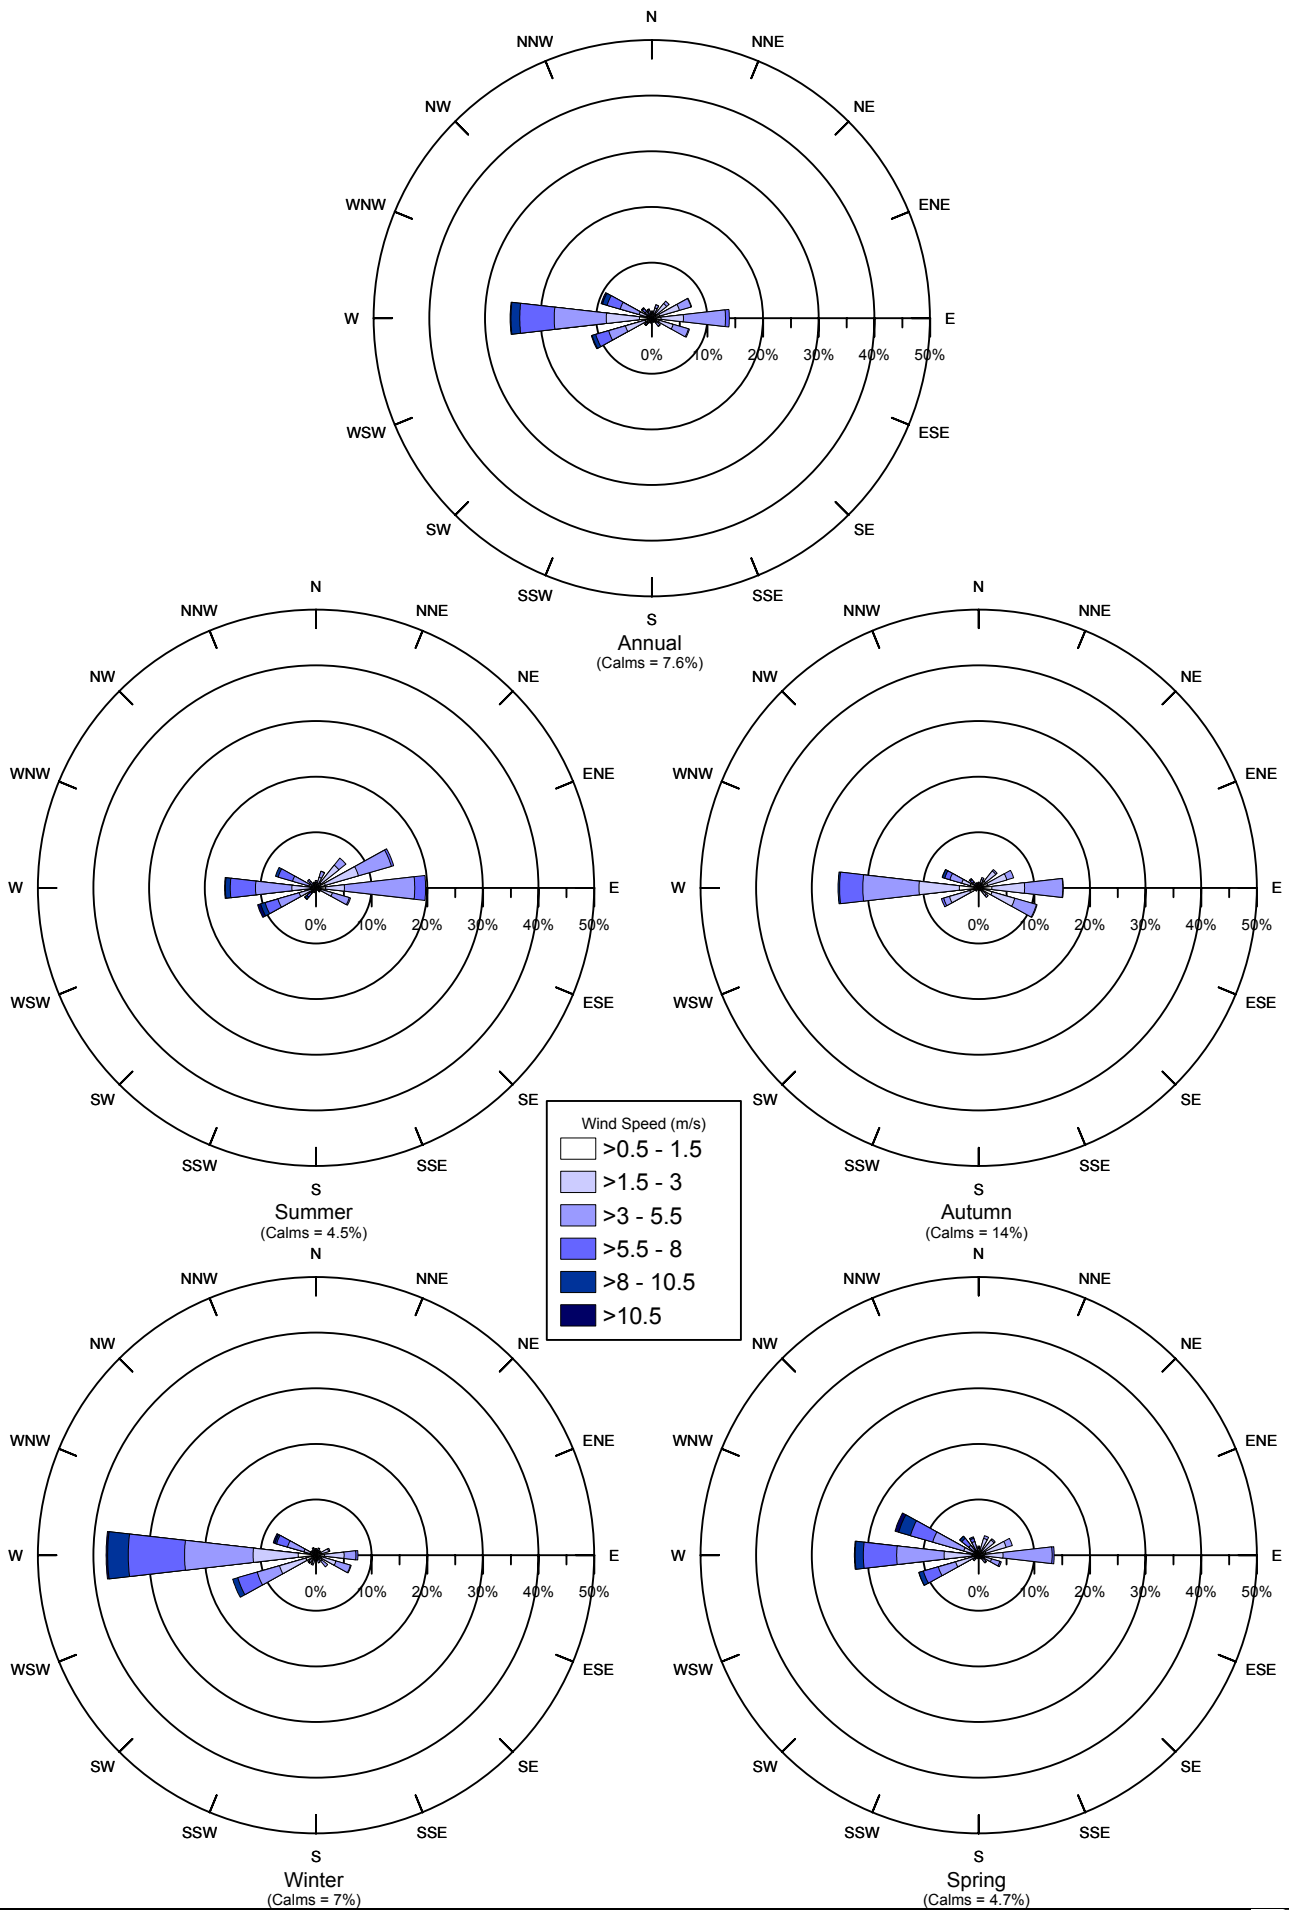 N
NNW
NNE
NW
NE
WNW
ENE
W
E
0%
10%
20%
30%
40%
50%
WSW
ESE
SW
SE
SSW
SSE
S
Annual
(Calms = 7.6%)
N
NNW
NNE
NW
NE
WNW
ENE
W
E
0%
10%
20%
30%
40%
50%
WSW
ESE
SW
SE
SSW
SSE
S
Summer
(Calms = 4.5%)
N
NNW
NNE
NW
NE
WNW
ENE
W
E
0%
10%
20%
30%
40%
50%
WSW
ESE
SW
SE
SSW
SSE
S
Autumn
(Calms = 14%)
Wind Speed (m/s)
>0.5 - 1.5
>1.5 - 3
>3 - 5.5
>5.5 - 8
>8 - 10.5
>10.5
N
NNW
NNE
NW
NE
WNW
ENE
W
E
0%
10%
20%
30%
40%
50%
WSW
ESE
SW
SE
SSW
SSE
S
Winter
(Calms = 7%)
N
NNW
NNE
NW
NE
WNW
ENE
W
E
0%
10%
20%
30%
40%
50%
WSW
ESE
SW
SE
SSW
SSE
S
Spring
(Calms = 4.7%)